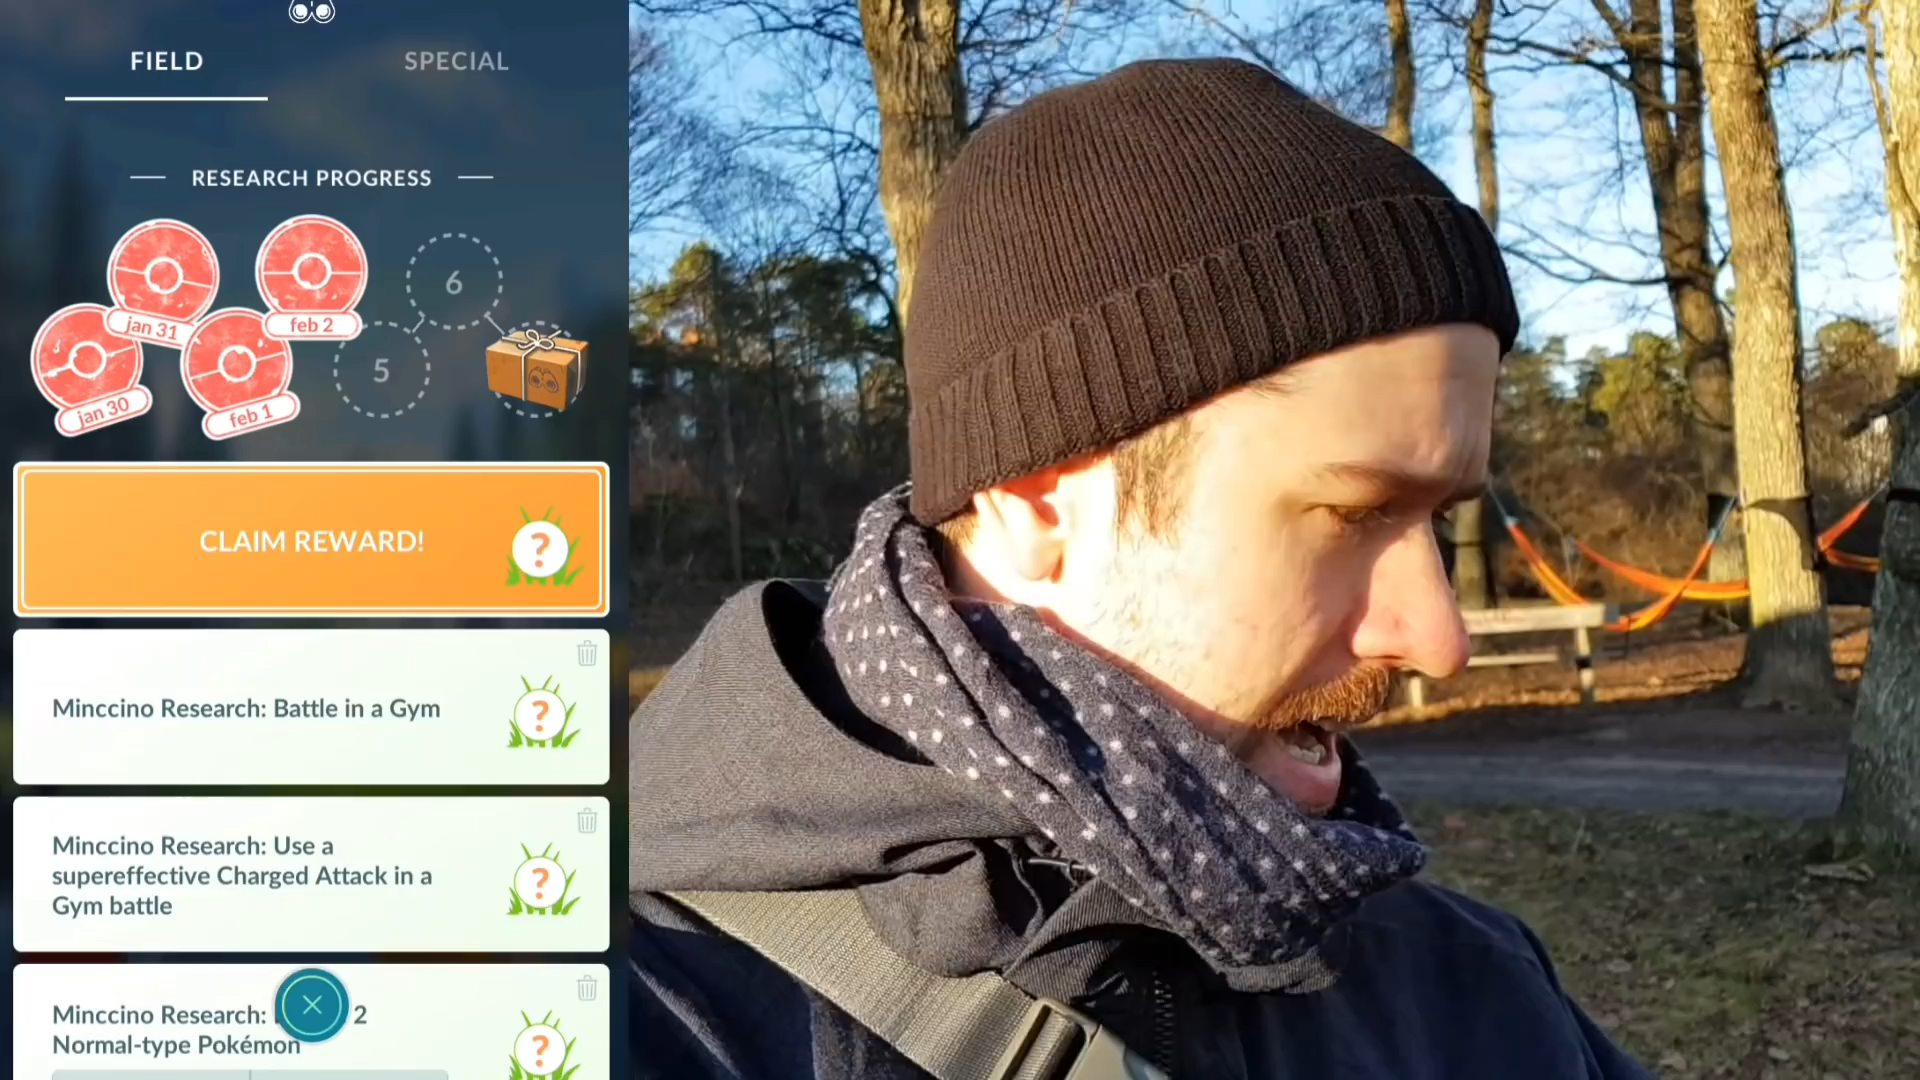 FIELD
SPECIAL
RESEARCH PROGRESS
jan 30
jan 31
feb 1
feb 2
5
6
CLAIM REWARD!
?
Minccino Research: Battle in a Gym
?
Minccino Research: Use a
supereffective Charged Attack in a
Gym battle
?
Minccino Research: 2
Normal-type Pokémon
?